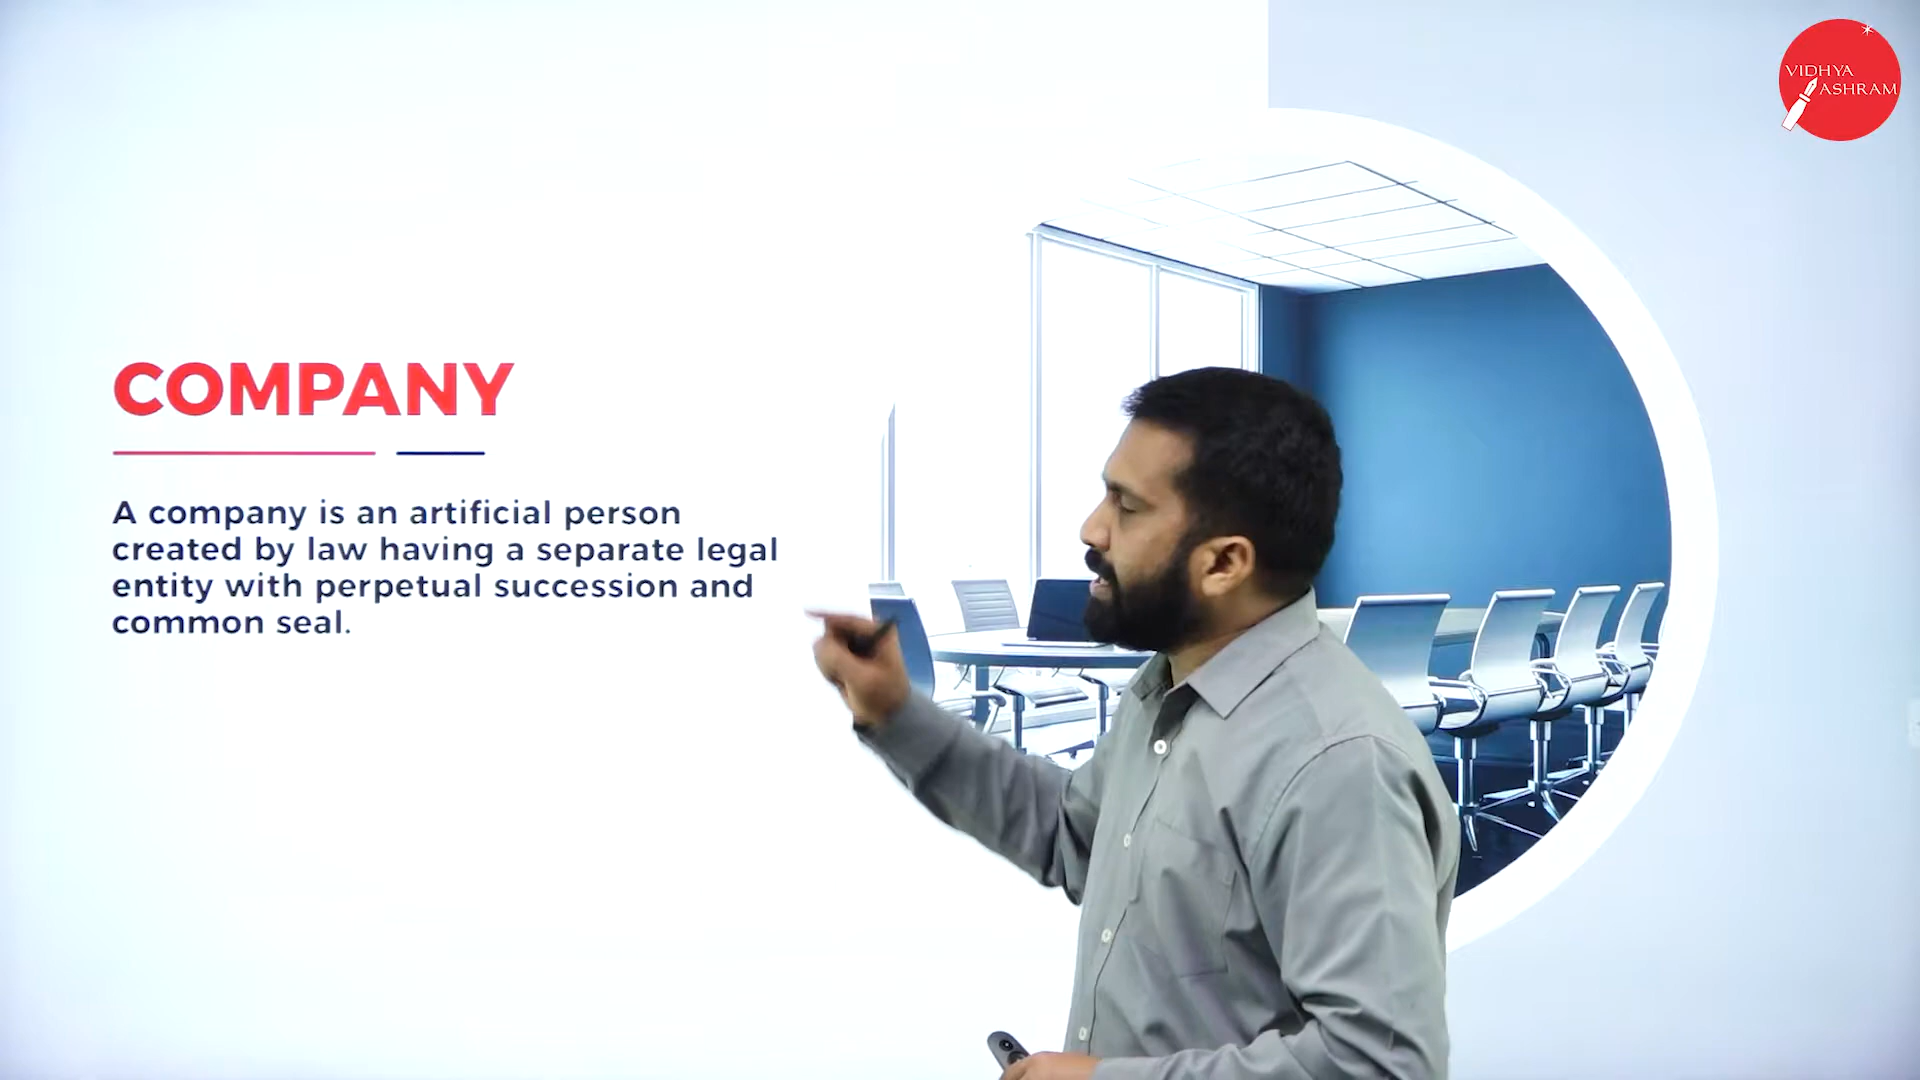 VIDHYA
ASHRAM
COMPANY
A company is an artificial person
created by law having a separate legal
entity with perpetual succession and
common seal.